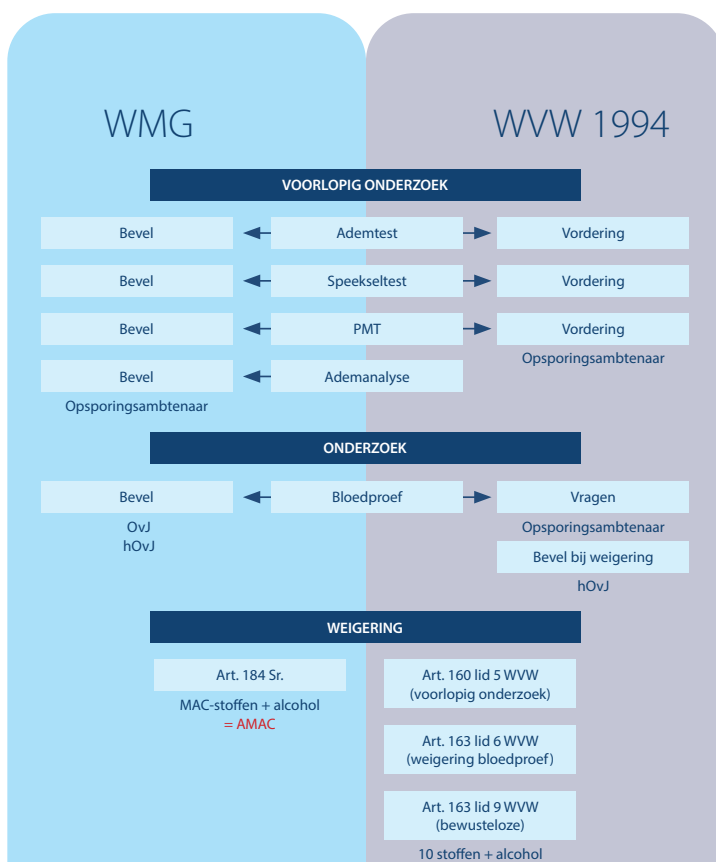 WMG
WVW 1994
VOORLOPIG ONDERZOEK
Bevel
Ademtest
Vordering
Bevel
Speekseltest
Vordering
Bevel
PMT
Vordering
Opsporingsambtenaar
Bevel
Ademanalyse
Opsporingsambtenaar
ONDERZOEK
Bevel
Bloedproef
Vragen
OvJ
hOvJ
Opsporingsambtenaar
Bevel bij weigering
hOvJ
WEIGERING
Art. 184 Sr.
MAC-stoffen + alcohol
= AMAC
Art. 160 lid 5 WVW
(voorlopig onderzoek)
Art. 163 lid 6 WVW
(weigering bloedproef)
Art. 163 lid 9 WVW
(bewusteloze)
10 stoffen + alcohol